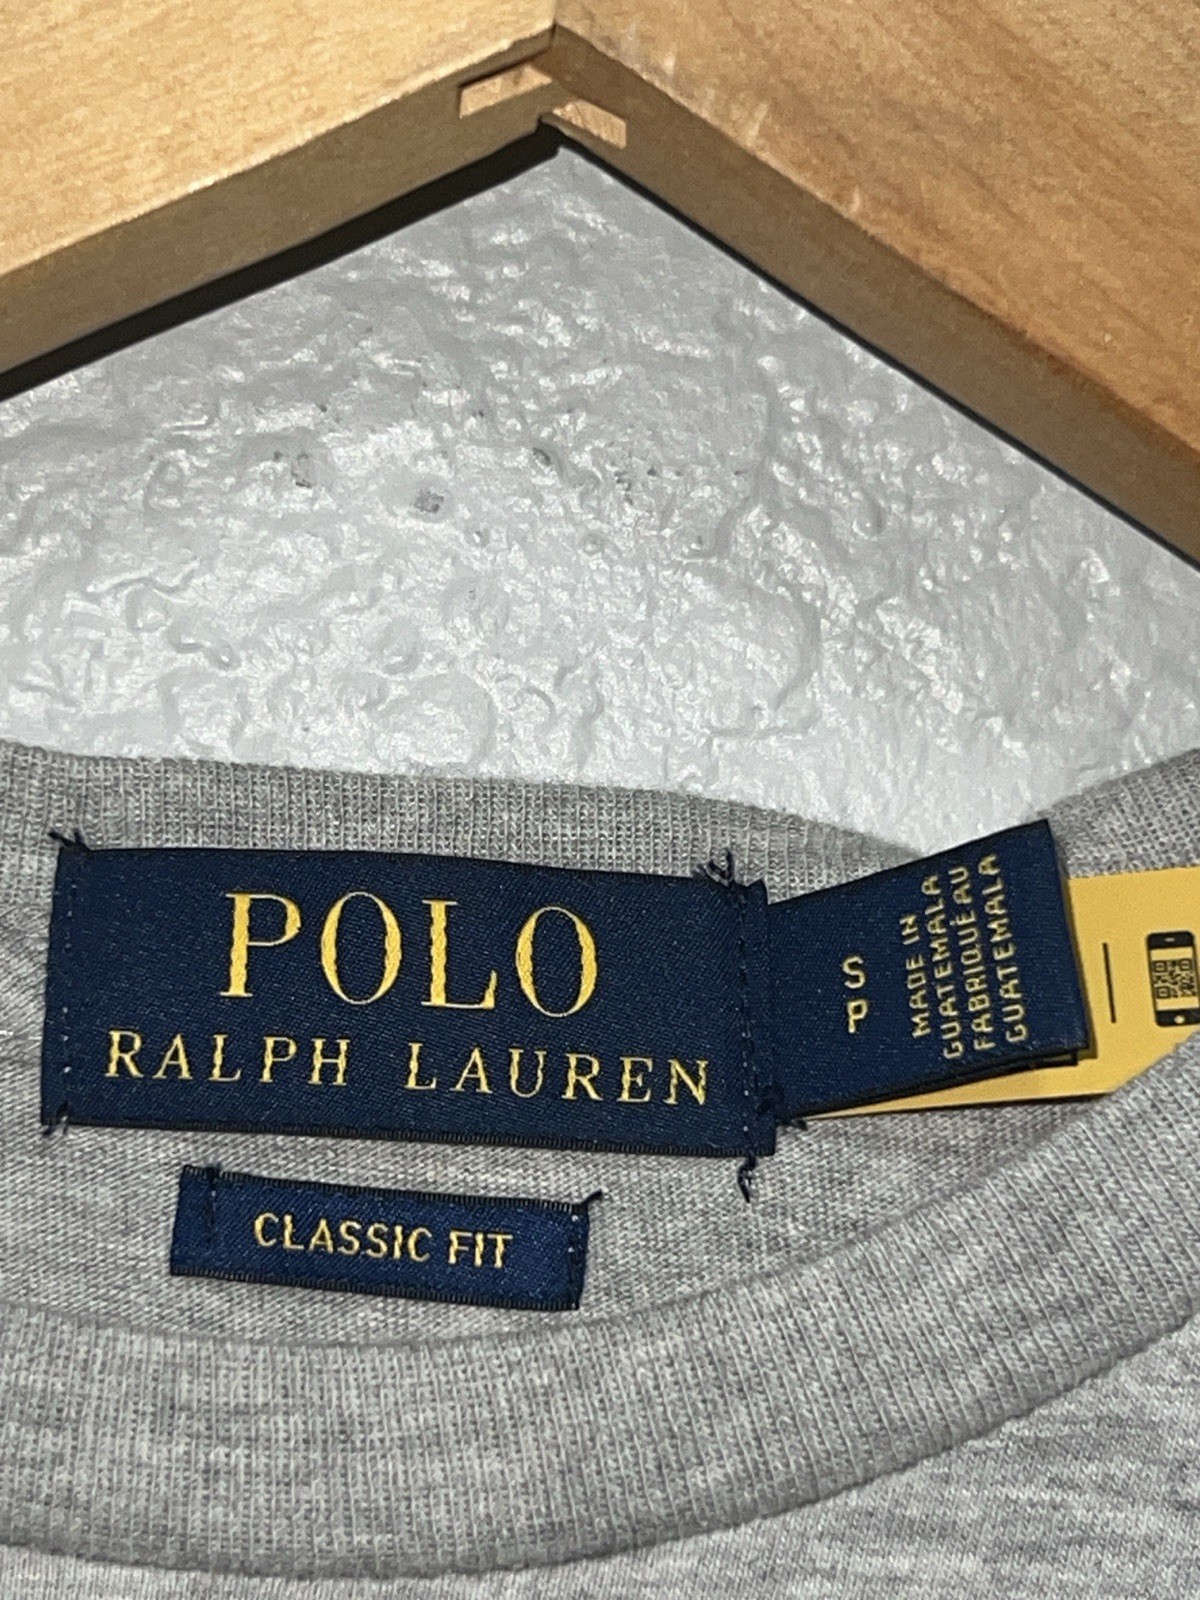 POLO
RALPH LAUREN
CLASSIC FIT
S
P
MADE IN
GUATEMALA
FABRIQUÉ AU
GUATEMALA